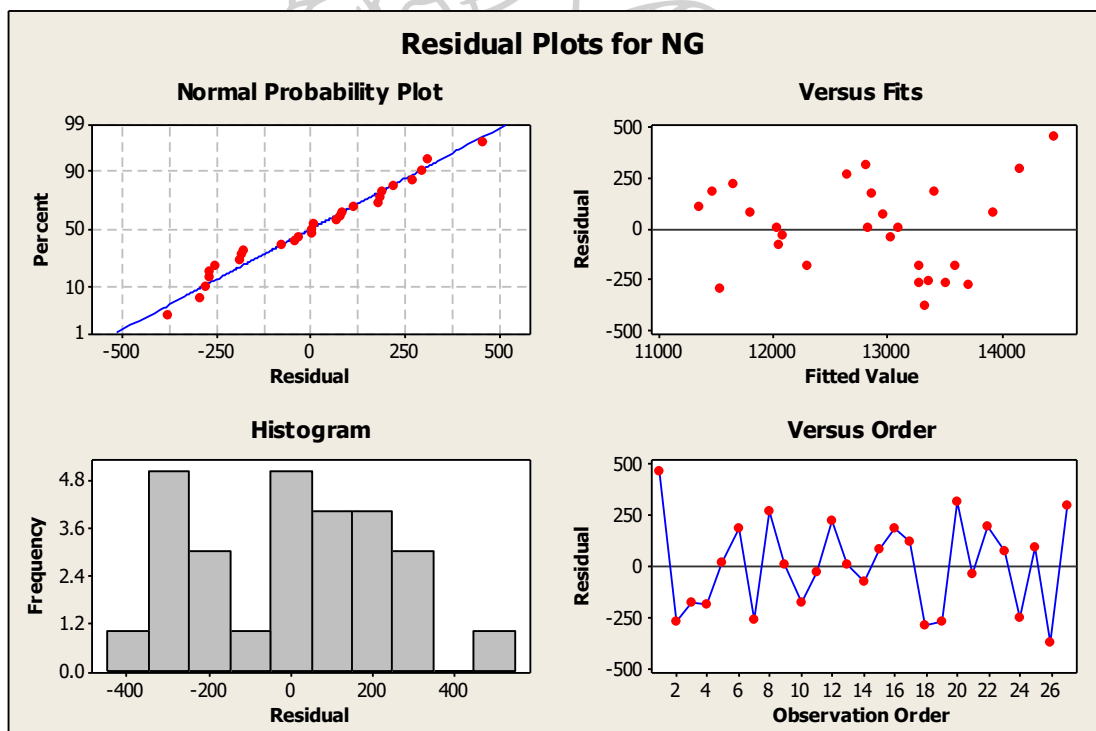 Residual Plots for NG
Normal Probability Plot
99
90
50
10
1
Percent
-500 -250 0 250 500
Residual
Versus Fits
500
250
0
-250
-500
Residual
11000 12000 13000 14000
Fitted Value
Histogram
4.8
3.6
2.4
1.2
0.0
Frequency
-400 -200 0 200 400
Residual
Versus Order
500
250
0
-250
-500
Residual
2 4 6 8 10 12 14 16 18 20 22 24 26
Observation Order